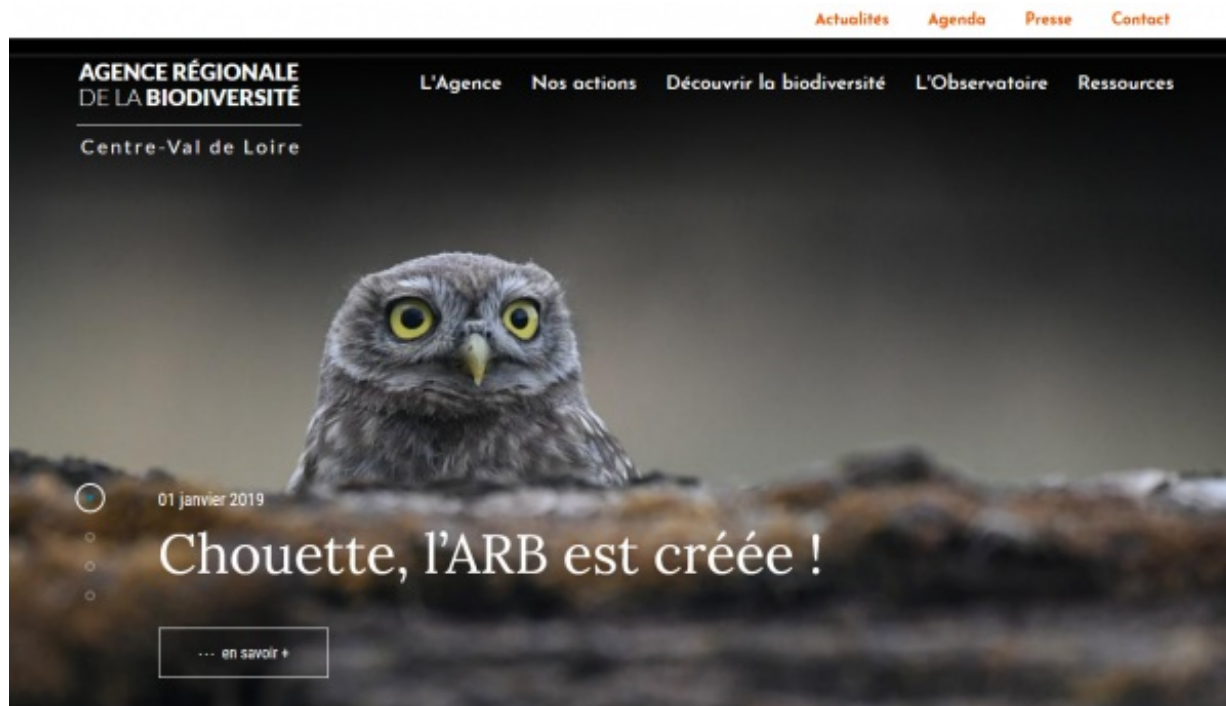 Actualités Agenda Presse Contact
AGENCE RÉGIONALE
DE LA BIODIVERSITÉ
Centre-Val de Loire
L'Agence Nos actions Découvrir la biodiversité L'Observatoire Ressources
01 janvier 2019
Chouette, l’ARB est créée !
--- en savoir +